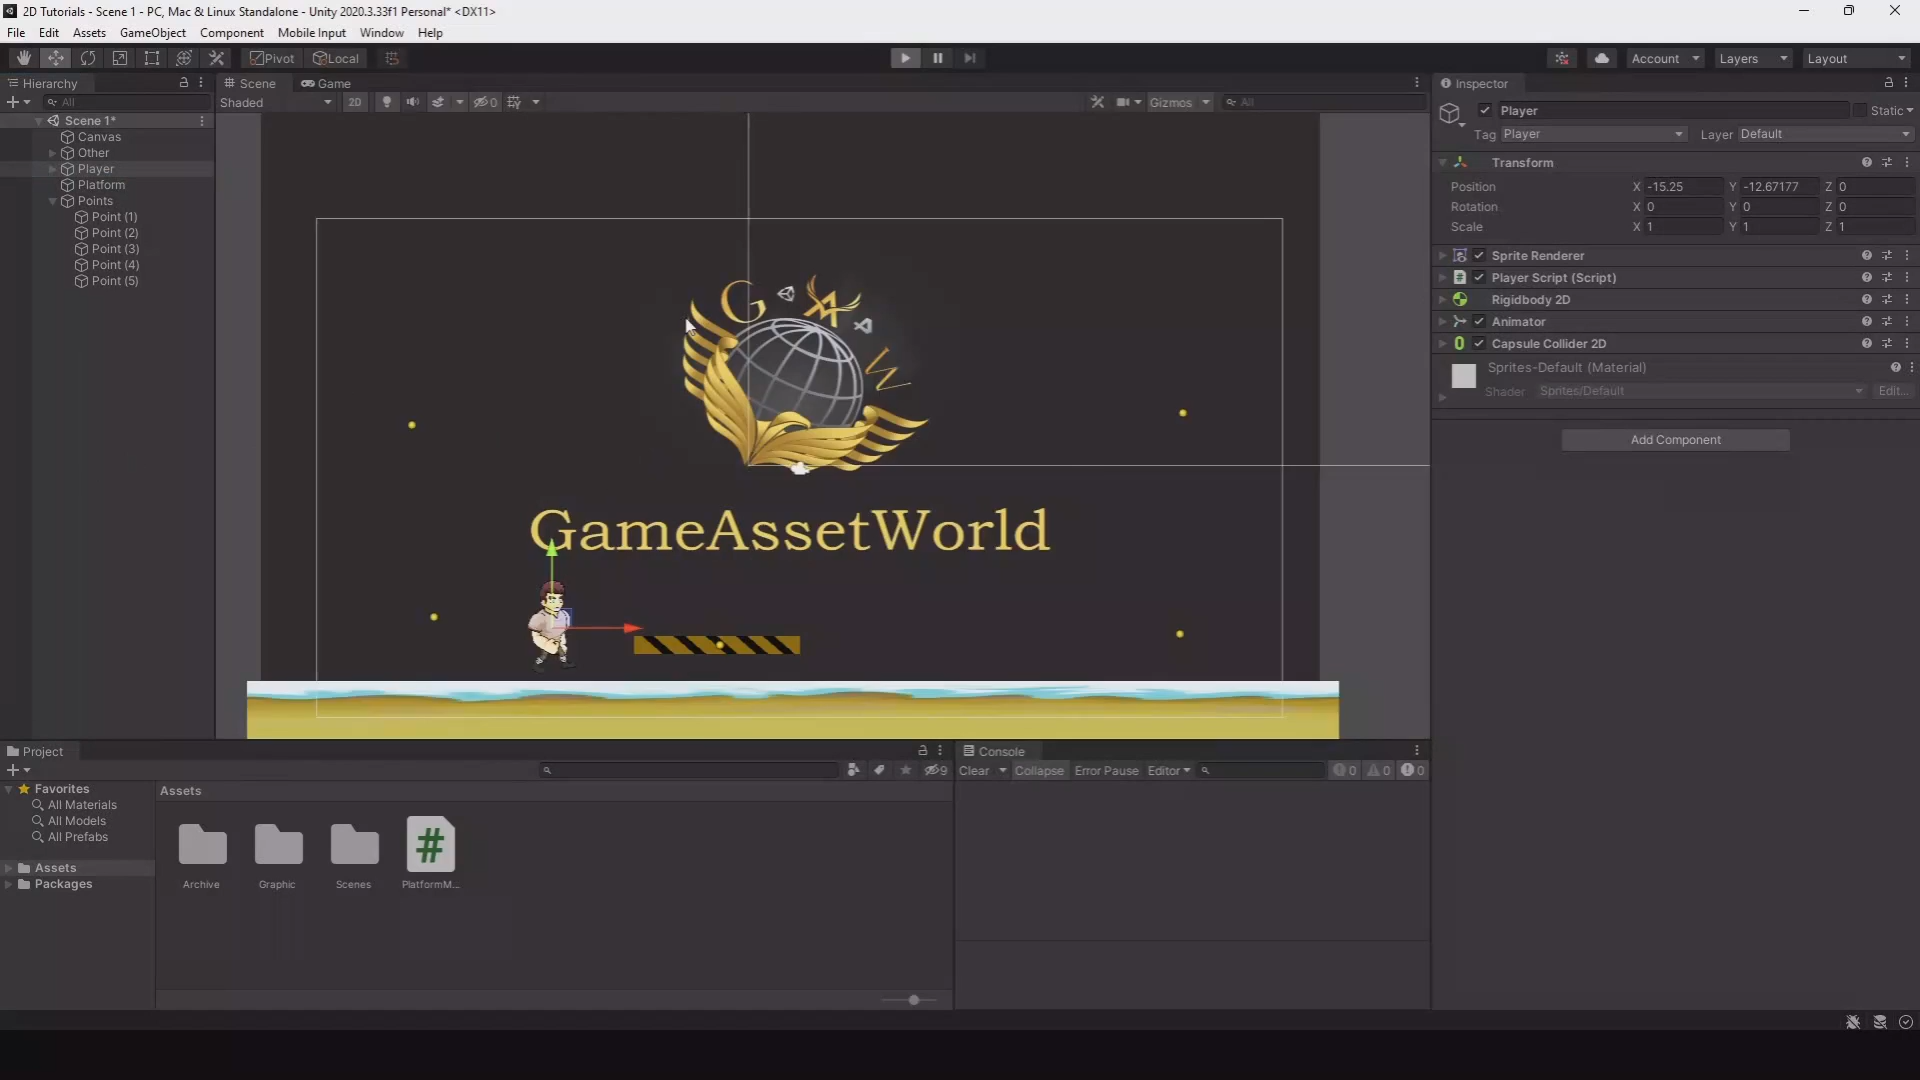 2D Tutorials - Scene 1 - PC, Mac & Linux Standalone - Unity 2020.3.33f1 Personal* <DX11>
File Edit Assets GameObject Component Mobile Input Window Help
Pivot Local Account Layers Layout
Hierarchy
All
Scene 1*
Canvas
Other
Player
Platform
Points
Point (1)
Point (2)
Point (3)
Point (4)
Point (5)
Scene Game
Shaded 2D 0 Gizmos All
G A W
GameAssetWorld
Inspector
Player Static
Tag Player Layer Default
Transform
Position X -15.25 Y -12.67177 Z 0
Rotation X 0 Y 0 Z 0
Scale X 1 Y 1 Z 1
Sprite Renderer
Player Script (Script)
Rigidbody 2D
Animator
Capsule Collider 2D
Sprites-Default (Material)
Shader Sprites/Default Edit...
Add Component
Project
9
Favorites
All Materials
All Models
All Prefabs
Assets
Packages
Assets
Archive Graphic Scenes PlatformM...
Console
Clear Collapse Error Pause Editor 0 0 0